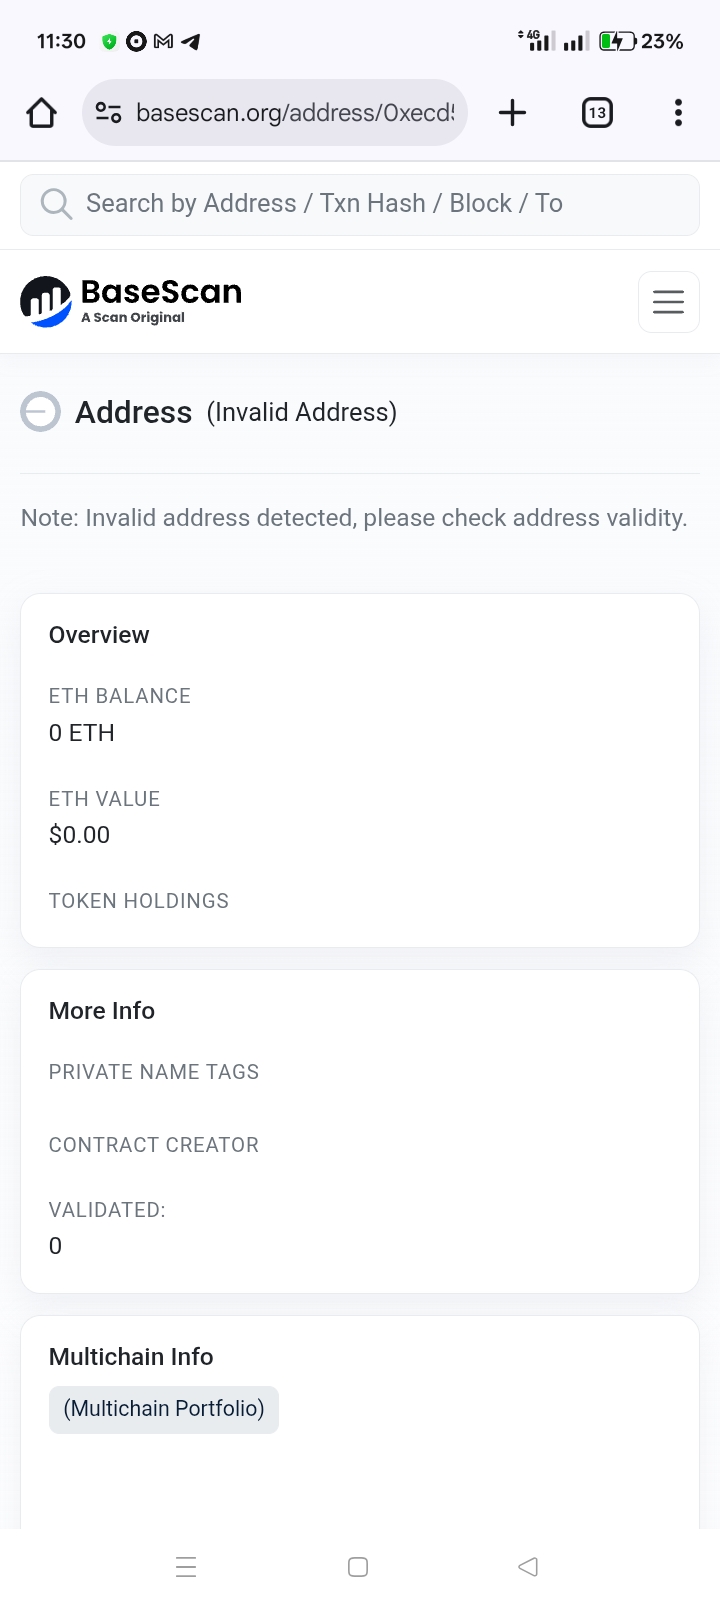 11:30 4G 23%
basescan.org/address/0xecd5 13
Search by Address / Txn Hash / Block / To
BaseScan
A Scan Original
Address (Invalid Address)
Note: Invalid address detected, please check address validity.
Overview
ETH BALANCE
0 ETH
ETH VALUE
$0.00
TOKEN HOLDINGS
More Info
PRIVATE NAME TAGS
CONTRACT CREATOR
VALIDATED:
0
Multichain Info
(Multichain Portfolio)